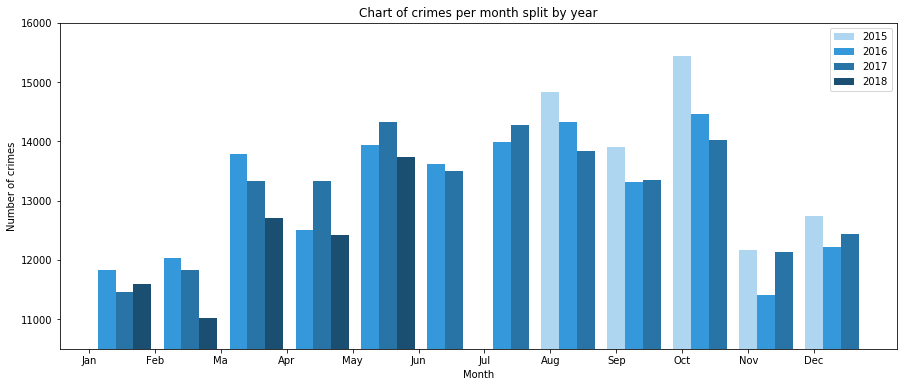 Chart of crimes per month split by year
16000
15000
14000
13000
12000
11000
Number of crimes
2015
2016
2017
2018
Jan Feb Ma Apr May Jun Jul Aug Sep Oct Nov Dec
Month